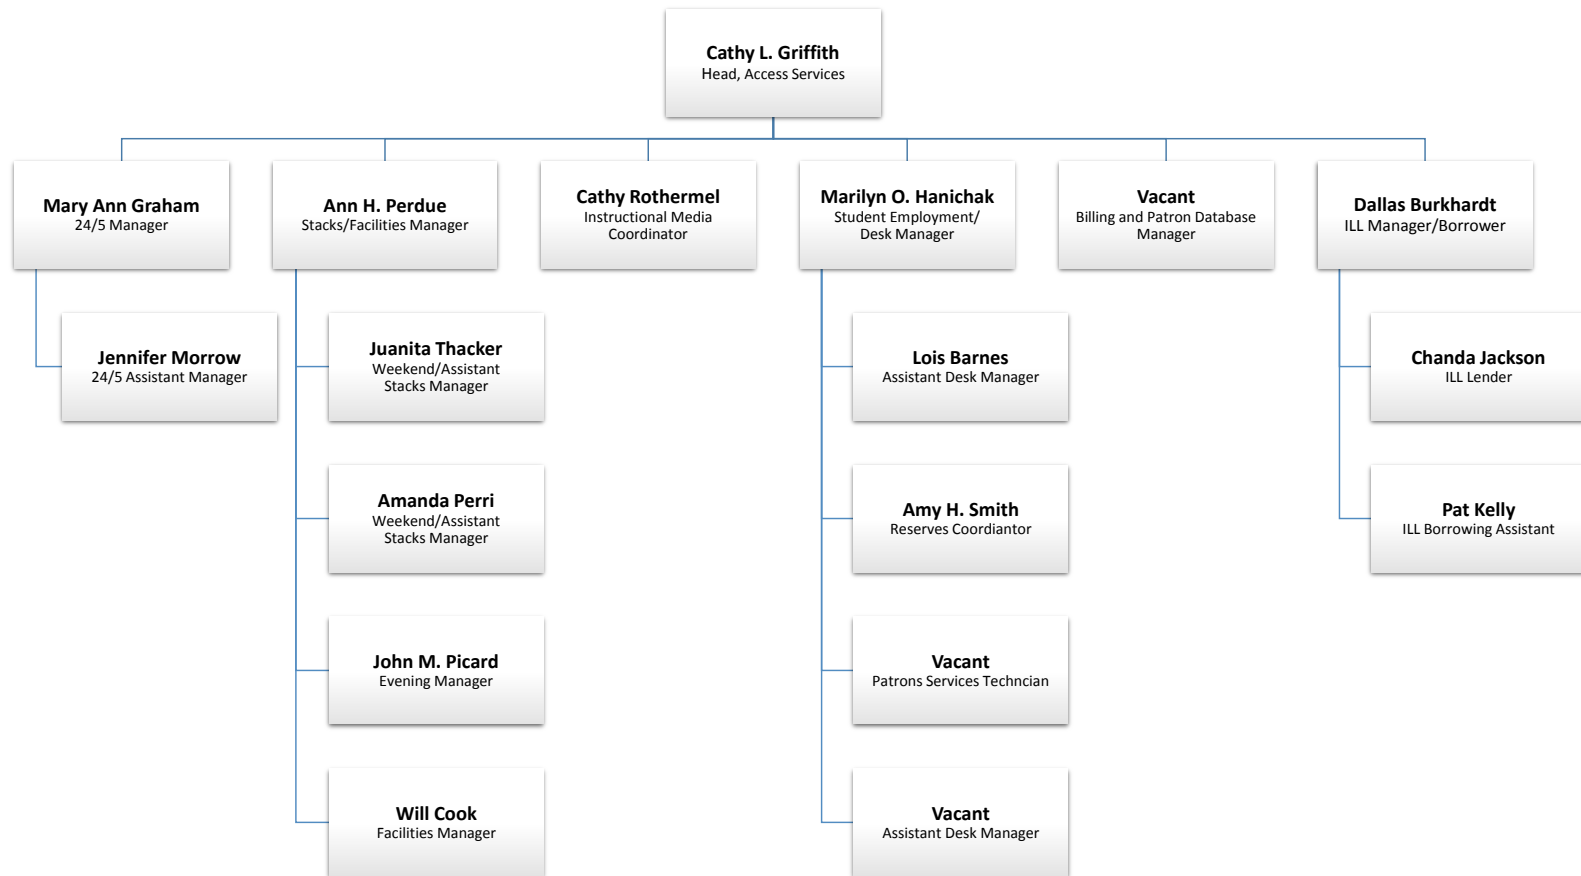 Cathy L. Griffith
Head, Access Services
Mary Ann Graham
24/5 Manager
Ann H. Perdue
Stacks/Facilities Manager
Cathy Rothermel
Instructional Media
Coordinator
Marilyn O. Hanichak
Student Employment/
Desk Manager
Vacant
Billing and Patron Database
Manager
Dallas Burkhardt
ILL Manager/Borrower
Jennifer Morrow
24/5 Assistant Manager
Juanita Thacker
Weekend/Assistant
Stacks Manager
Lois Barnes
Assistant Desk Manager
Chanda Jackson
ILL Lender
Amanda Perri
Weekend/Assistant
Stacks Manager
Amy H. Smith
Reserves Coordiantor
Pat Kelly
ILL Borrowing Assistant
John M. Picard
Evening Manager
Vacant
Patrons Services Techncian
Will Cook
Facilities Manager
Vacant
Assistant Desk Manager